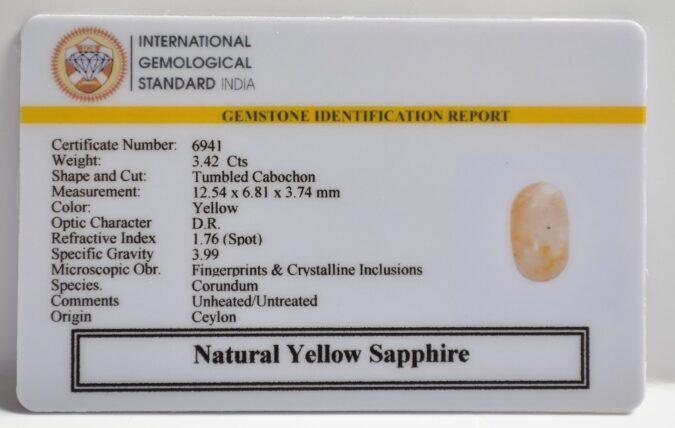 INTERNATIONAL
GEMOLOGICAL
STANDARD INDIA
GEMSTONE IDENTIFICATION REPORT
Certificate Number: 6941
Weight: 3.42 Cts
Shape and Cut: Tumbled Cabochon
Measurement: 12.54 x 6.81 x 3.74 mm
Color: Yellow
Optic Character D.R.
Refractive Index 1.76 (Spot)
Specific Gravity 3.99
Microscopic Obr. Fingerprints & Crystalline Inclusions
Species. Corundum
Comments Unheated/Untreated
Origin Ceylon
Natural Yellow Sapphire